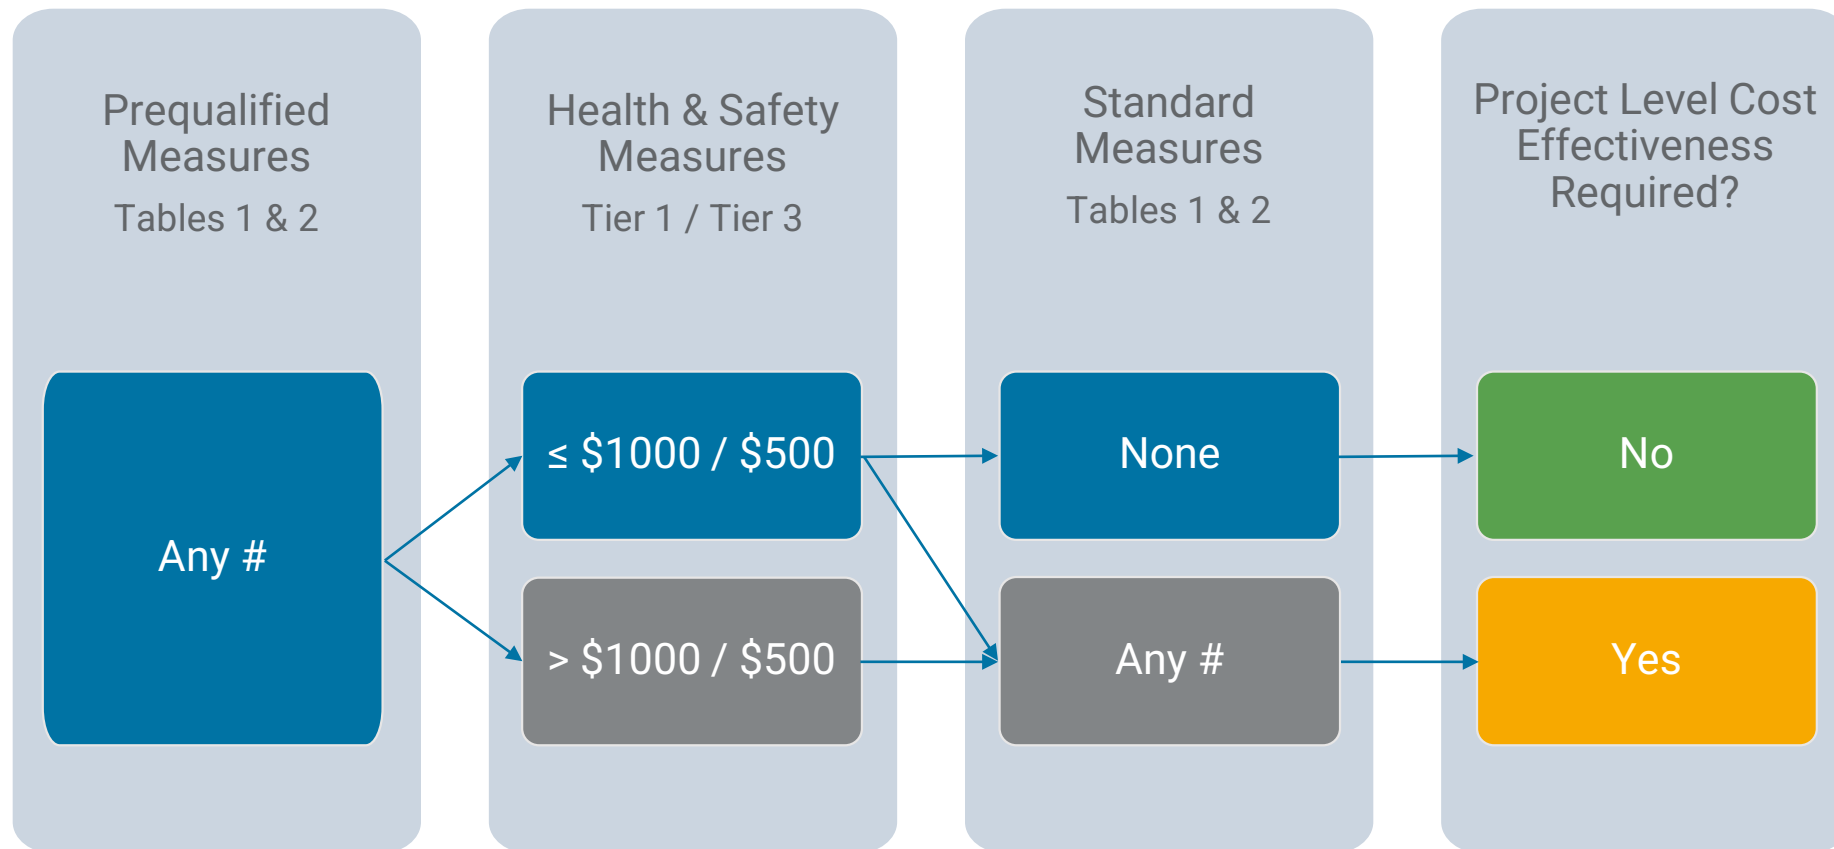 Prequalified
Measures
Tables 1 & 2
Health & Safety
Measures
Tier 1 / Tier 3
Standard
Measures
Tables 1 & 2
Project Level Cost
Effectiveness
Required?
Any #
≤ $1000 / $500
> $1000 / $500
None
Any #
No
Yes